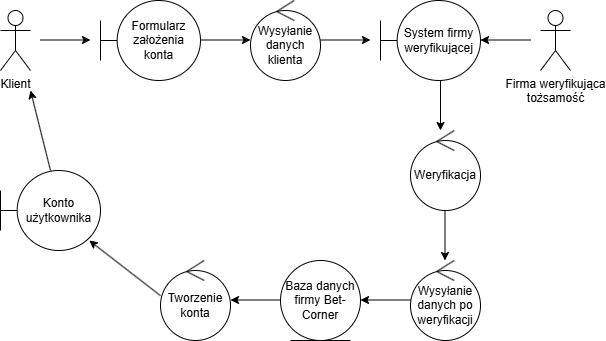 Formularz
założenia
konta
Wysyłanie
danych
klienta
System firmy
weryfikującej
Klient
Firma weryfikująca
tożsamość
Weryfikacja
Konto
użytkownika
Wysyłanie
danych po
weryfikacji
Baza danych
firmy Bet-
Corner
Tworzenie
konta